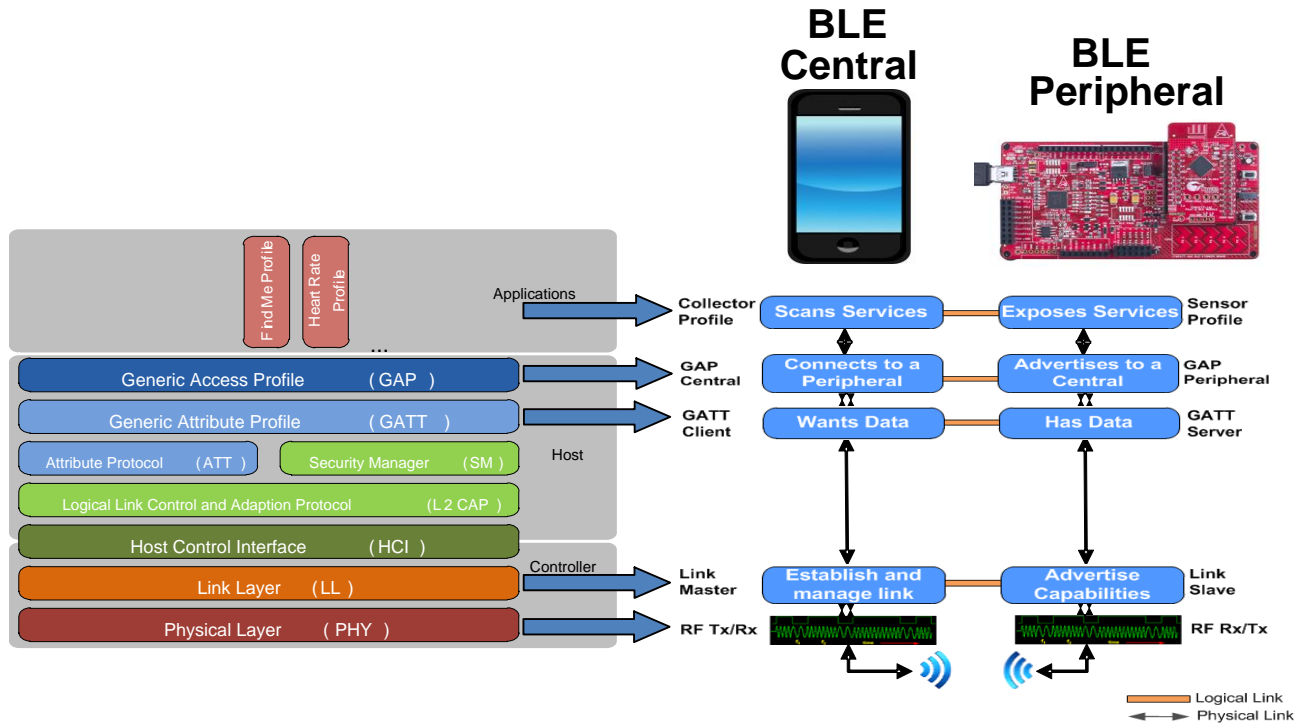 BLE
Central
BLE
Peripheral
Find Me Profile
Heart Rate
Profile
...
Applications
Collector
Profile
Scans Services
Exposes Services
Sensor
Profile
Generic Access Profile (GAP)
GAP
Central
Connects to a
Peripheral
Advertises to a
Central
GAP
Peripheral
Generic Attribute Profile (GATT)
GATT
Client
Wants Data
Has Data
GATT
Server
Attribute Protocol (ATT)
Security Manager (SM)
Host
Logical Link Control and Adaption Protocol (L2 CAP)
Host Control Interface (HCI)
Controller
Link Layer (LL)
Link
Master
Establish and
manage link
Advertise
Capabilities
Link
Slave
Physical Layer (PHY)
RF Tx/Rx
RF Rx/Tx
Logical Link
Physical Link